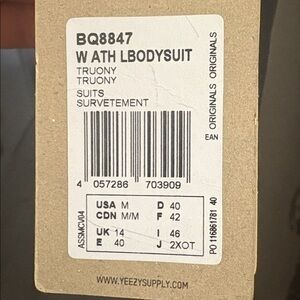 BQ8847
W ATH LBODYSUIT
TRUONY
TRUONY
SUITS
SURVETEMENT
ORIGINALS
ORIGINALS
EAN
4 057286 703909
ASSMCV04
USA M D 40
CDN M/M F 42
UK 14 I 46
E 40 J 2XOT
PO 116861781 40
WWW.YEEZYSUPPLY.COM